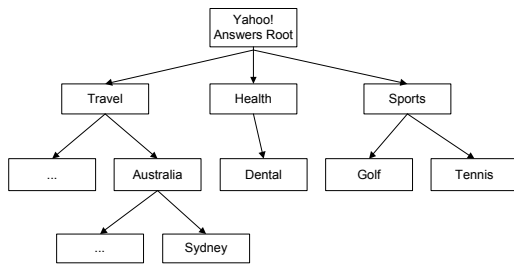 Yahoo!
Answers Root
Travel
Health
Sports
...
Australia
Dental
Golf
Tennis
...
Sydney